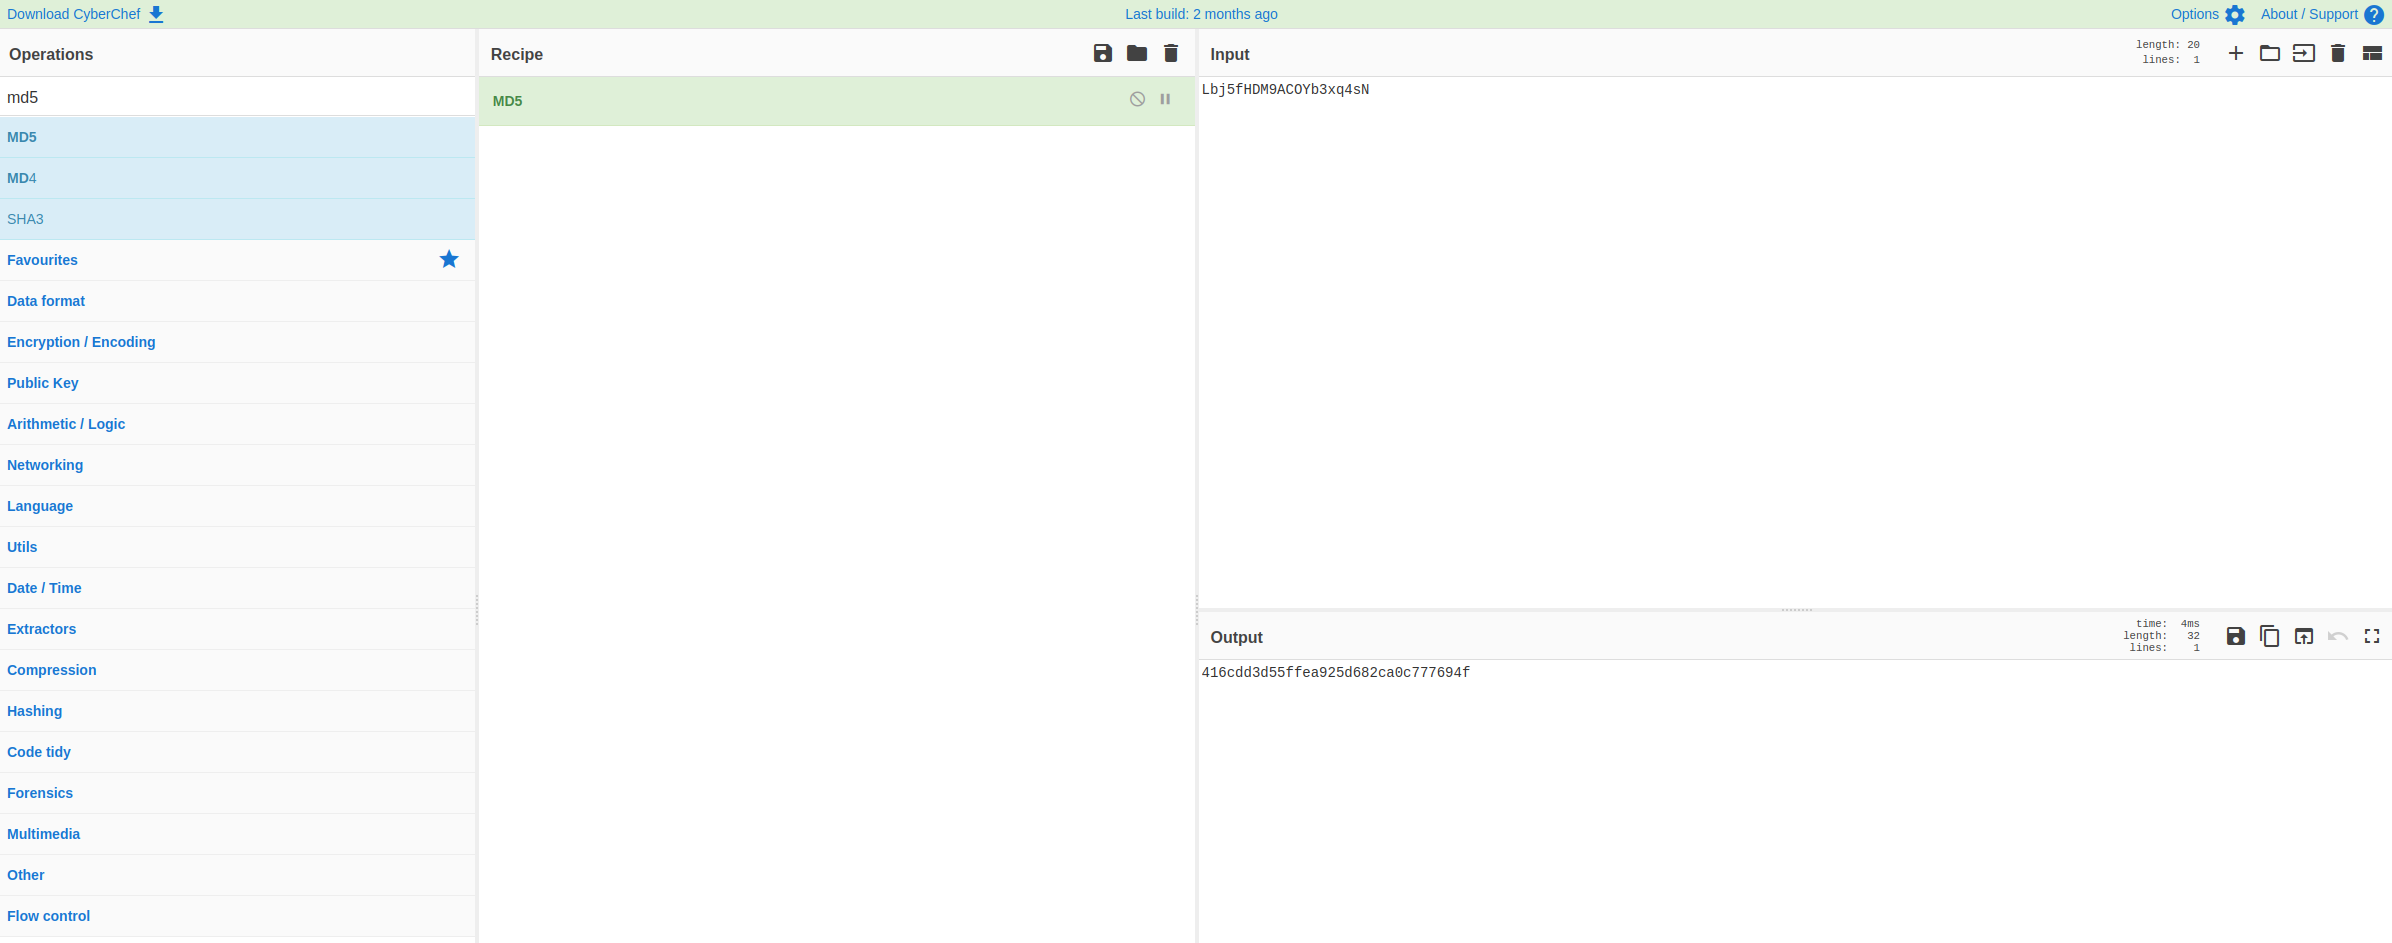 Download CyberChef
Last build: 2 months ago
Options
About / Support
Operations
md5
MD5
MD4
SHA3
Favourites
Data format
Encryption / Encoding
Public Key
Arithmetic / Logic
Networking
Language
Utils
Date / Time
Extractors
Compression
Hashing
Code tidy
Forensics
Multimedia
Other
Flow control
Recipe
MD5
Input
length: 20
lines: 1
Lbj5fHDM9ACOYb3xq4sN
Output
time: 4ms
length: 32
lines: 1
416cdd3d55ffea925d682ca0c777694f